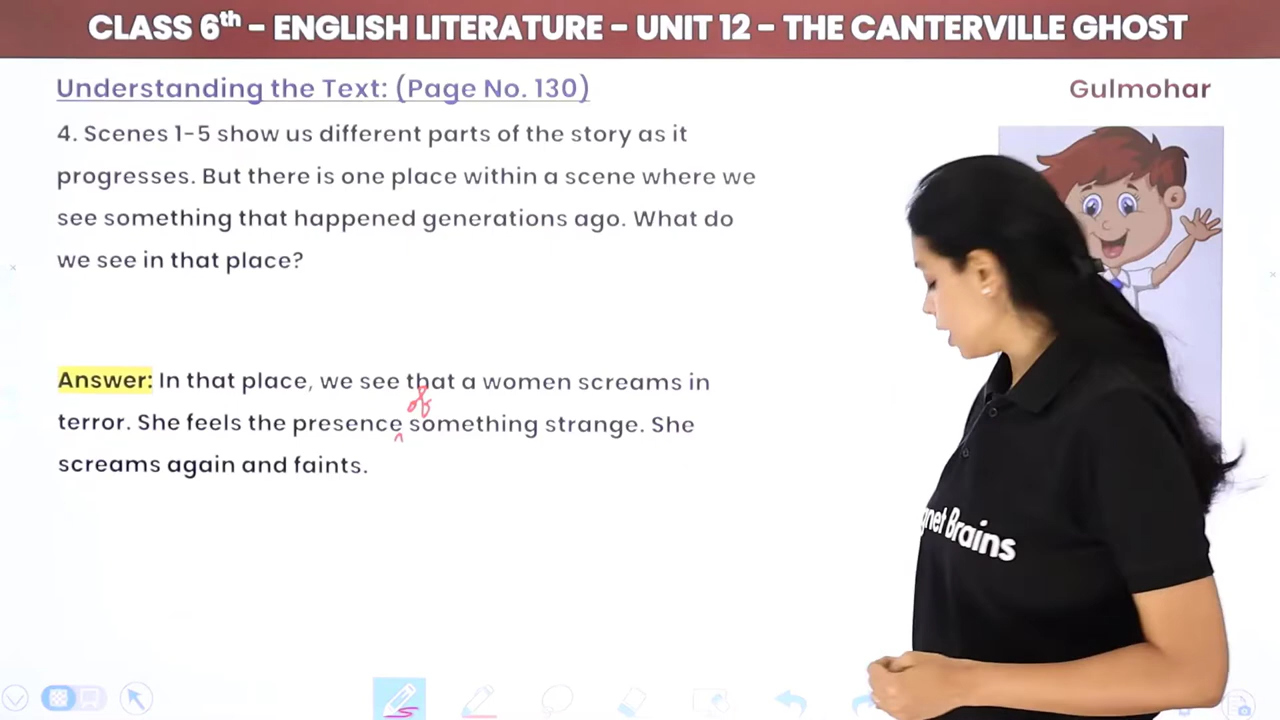 CLASS 6th - ENGLISH LITERATURE - UNIT 12 - THE CANTERVILLE GHOST
Understanding the Text: (Page No. 130)
Gulmohar
4. Scenes 1-5 show us different parts of the story as it
progresses. But there is one place within a scene where we
see something that happened generations ago. What do
we see in that place?
Answer: In that place, we see that a women screams in
of
terror. She feels the presence something strange. She
screams again and faints.
gnet Brains